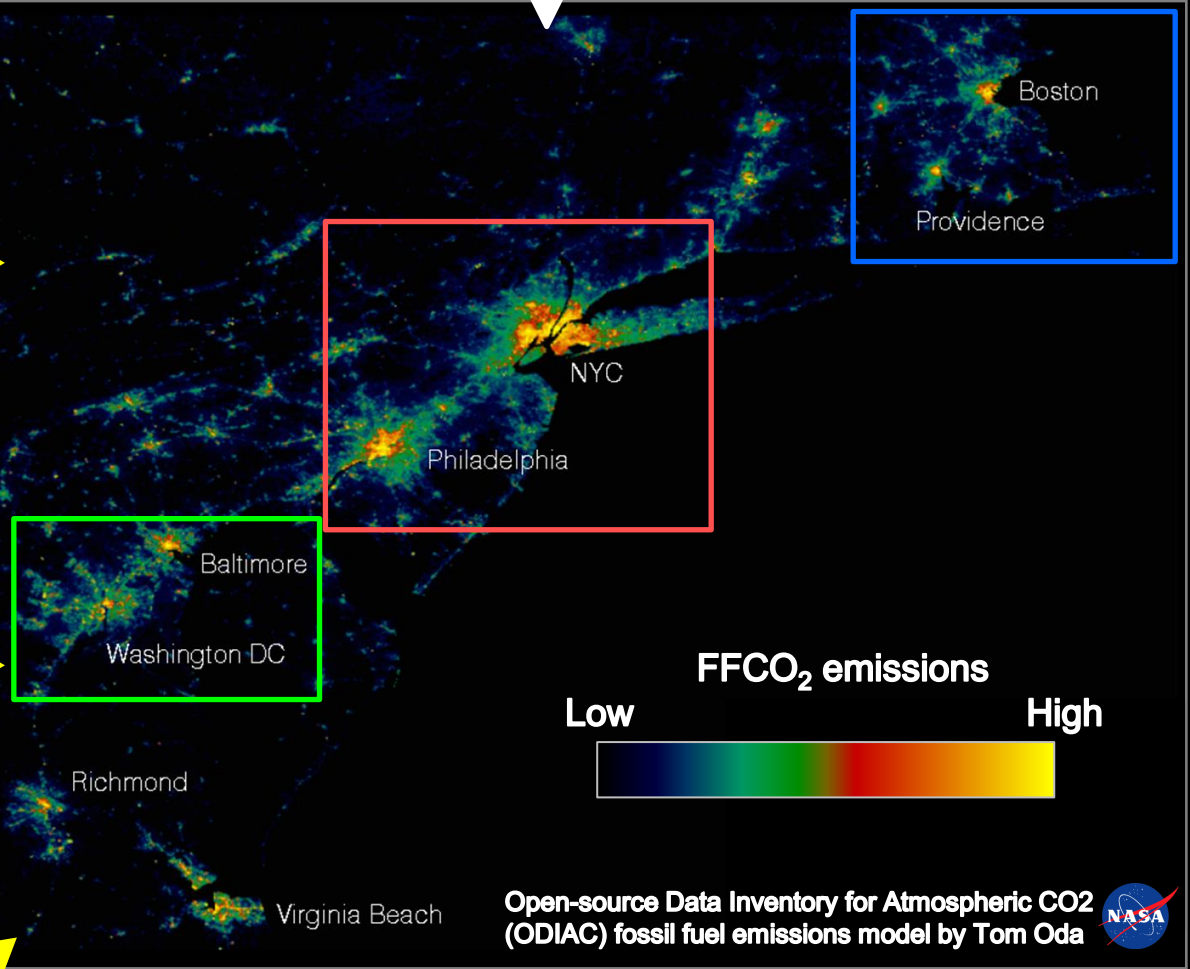 Boston
Providence
NYC
Philadelphia
Baltimore
Washington DC
FFCO₂ emissions
Low High
Richmond
Virginia Beach
Open-source Data Inventory for Atmospheric CO2
(ODIAC) fossil fuel emissions model by Tom Oda
NASA